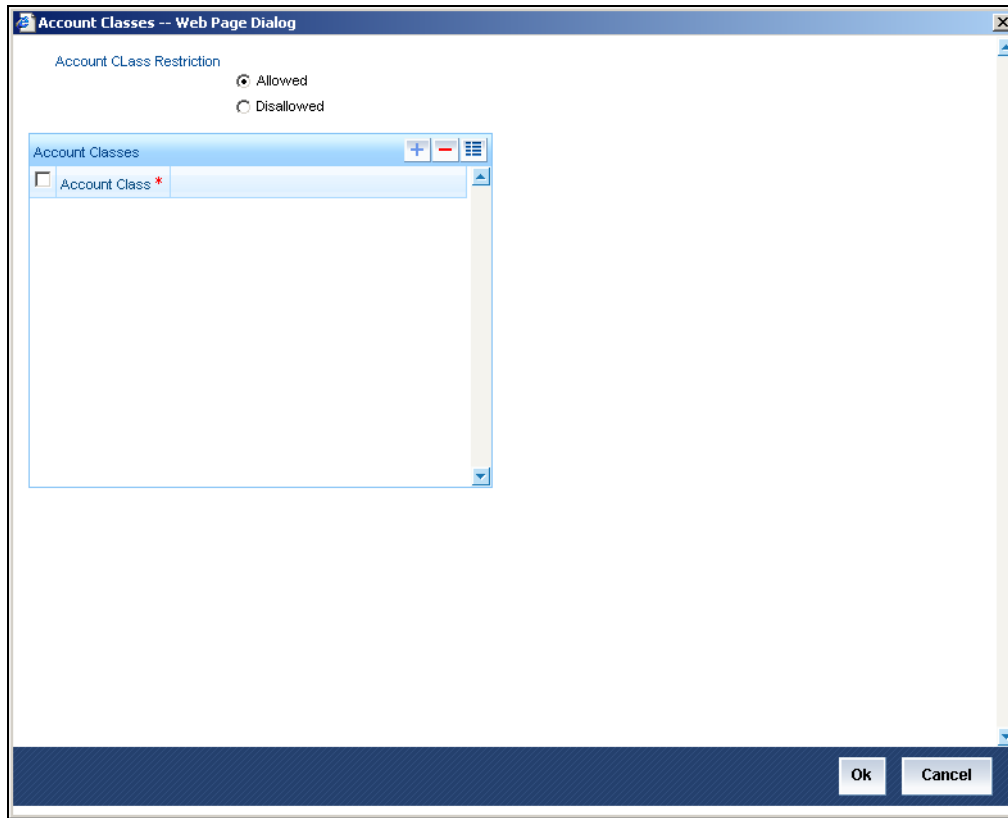 Account Classes -- Web Page Dialog
Account CLass Restriction
Allowed
Disallowed
Account Classes
Account Class *
Ok
Cancel